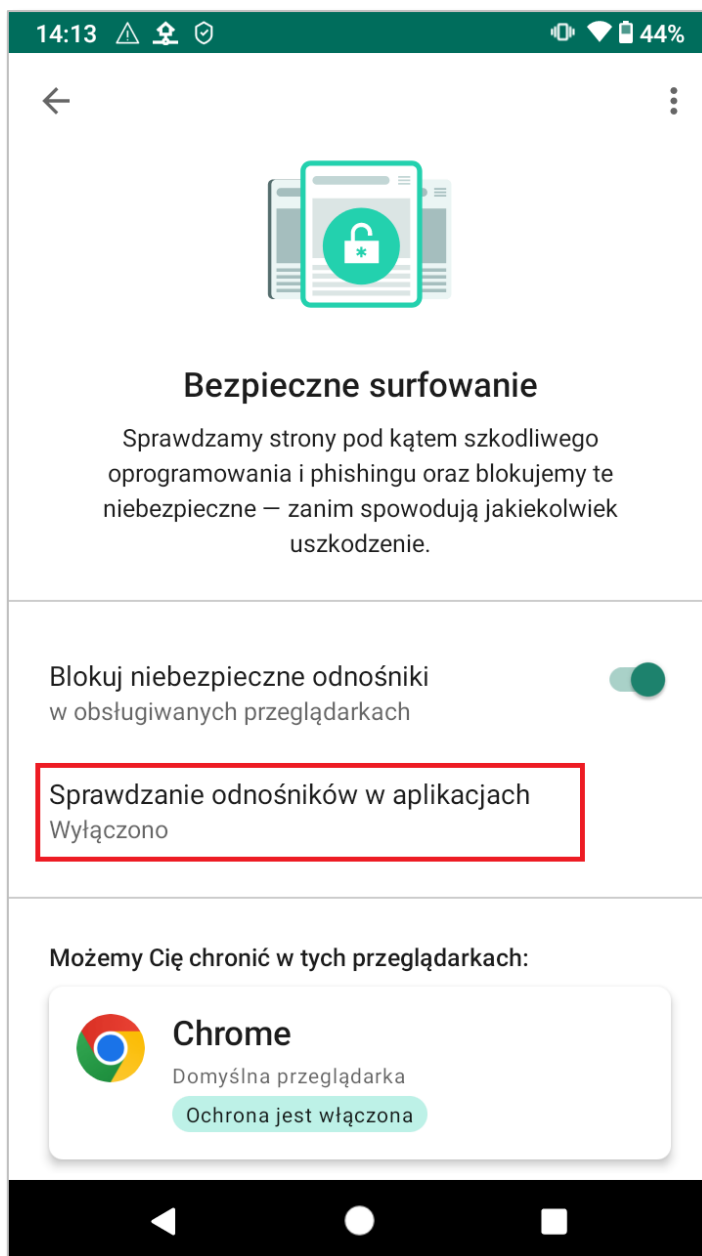 14:13
44%
Bezpieczne surfowanie
Sprawdzamy strony pod kątem szkodliwego
oprogramowania i phishingu oraz blokujemy te
niebezpieczne — zanim spowodują jakiekolwiek
uszkodzenie.
Blokuj niebezpieczne odnośniki
w obsługiwanych przeglądarkach
Sprawdzanie odnośników w aplikacjach
Wyłączono
Możemy Cię chronić w tych przeglądarkach:
Chrome
Domyślna przeglądarka
Ochrona jest włączona